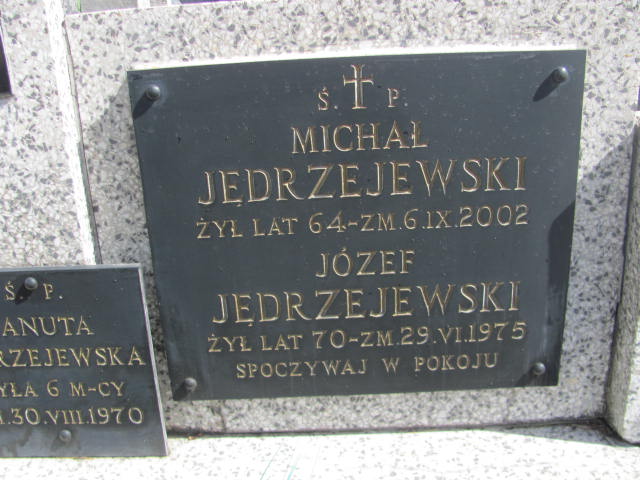 Ś. P.
MICHAŁ
JĘDRZEJEWSKI
ŻYŁ LAT 64-ZM.6.IX.2002
JÓZEF
JĘDRZEJEWSKI
ŻYŁ LAT 70-ZM.29.VI.1975
SPOCZYWAJ W POKOJU
Ś. P.
ANUTA
RZEJEWSKA
YŁA 6 M-CY
.30.VIII.1970